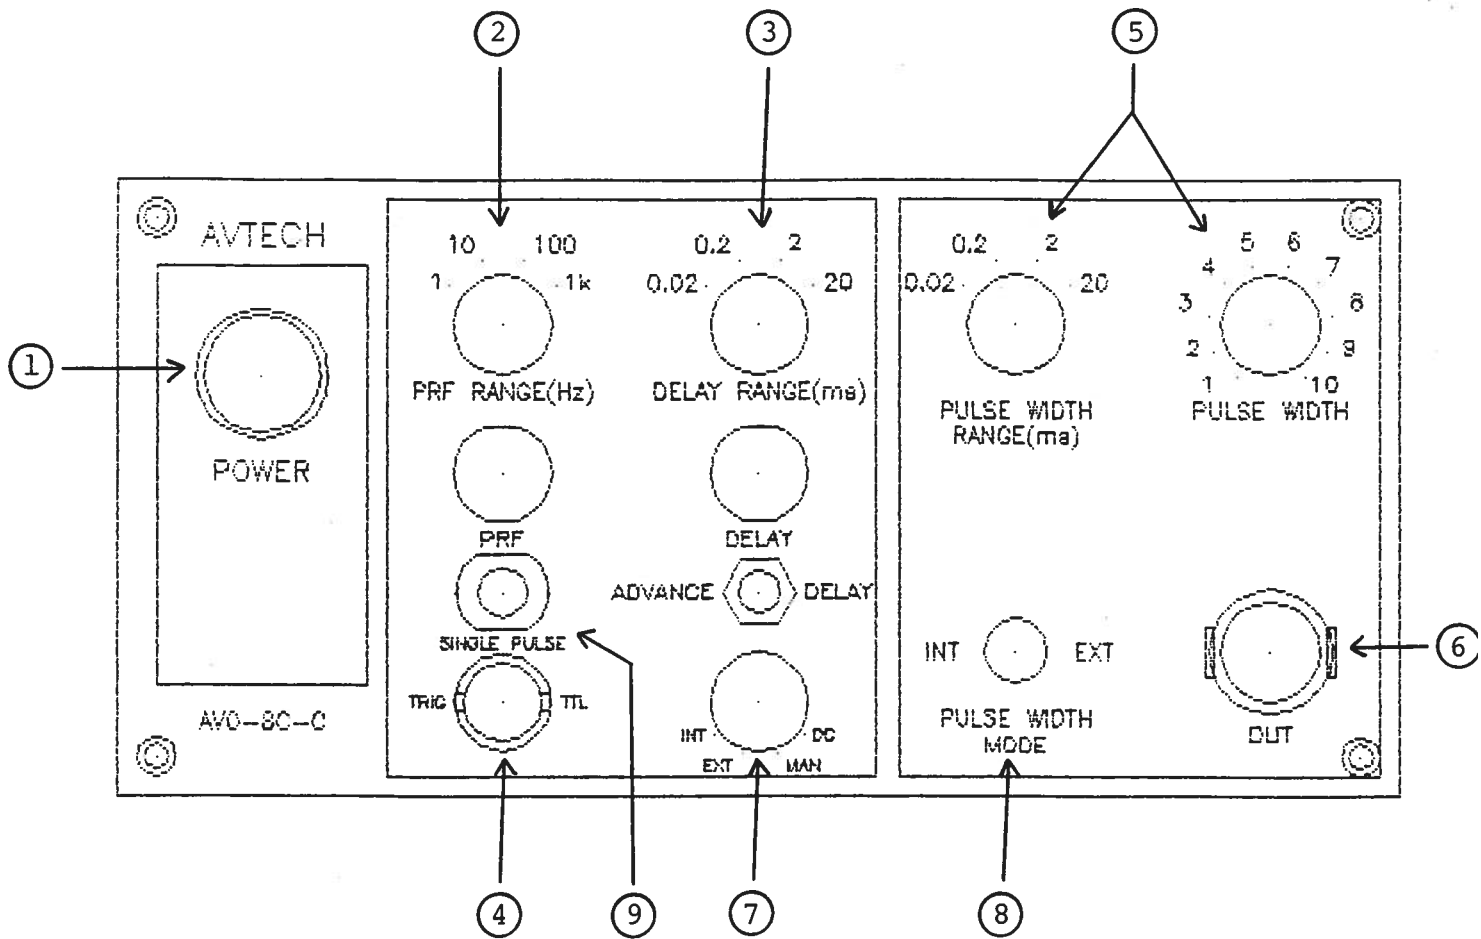 2
3
5
AVTECH
10 100
1 1k
PRF RANGE(Hz)
0.2 2
0.02 20
DELAY RANGE(ms)
0.2 2
0.02 20
PULSE WIDTH
RANGE(ms)
1 2 3 4 5 6 7 8 9 10
PULSE WIDTH
1
POWER
PRF
DELAY
ADVANCE DELAY
SINGLE PULSE
TRIG TTL
INT DC
EXT MAN
INT EXT
PULSE WIDTH
MODE
OUT
6
AVO-8C-C
4
9
7
8